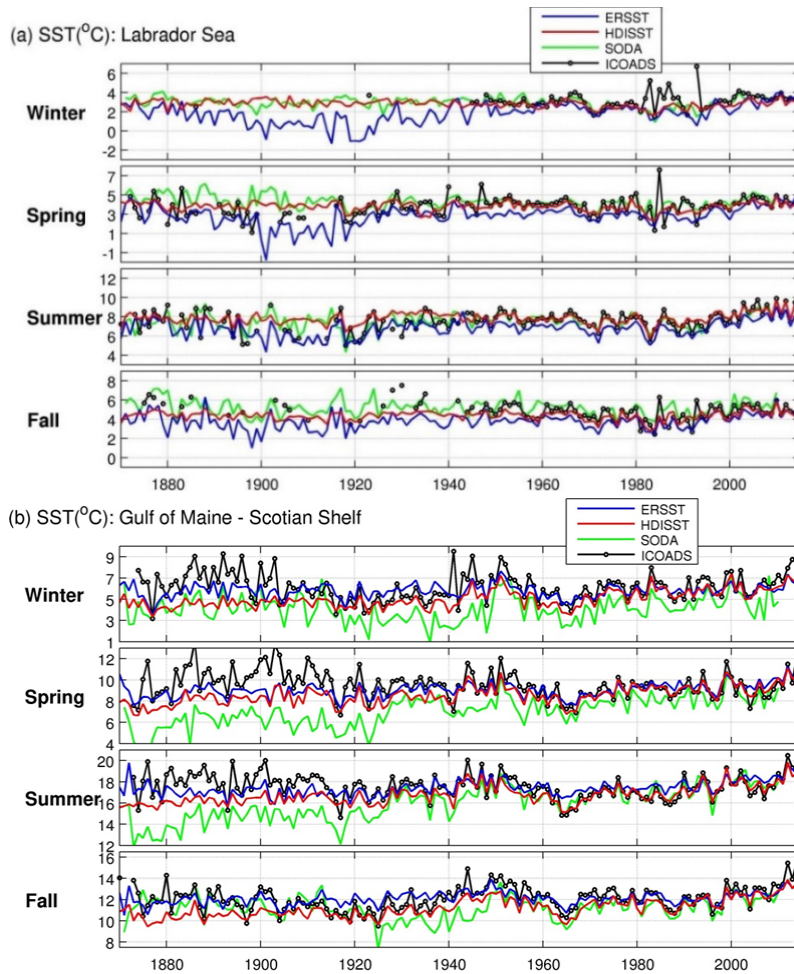 (a) SST(°C): Labrador Sea
ERSST
HDISST
SODA
ICOADS
Winter
6
4
2
0
-2
Spring
7
5
3
1
-1
Summer
12
10
8
6
4
Fall
8
6
4
2
0
1880 1900 1920 1940 1960 1980 2000
(b) SST(°C): Gulf of Maine - Scotian Shelf
ERSST
HDISST
SODA
ICOADS
Winter
9
7
5
3
1
Spring
12
10
8
6
4
Summer
20
18
16
14
12
Fall
16
14
12
10
8
1880 1900 1920 1940 1960 1980 2000